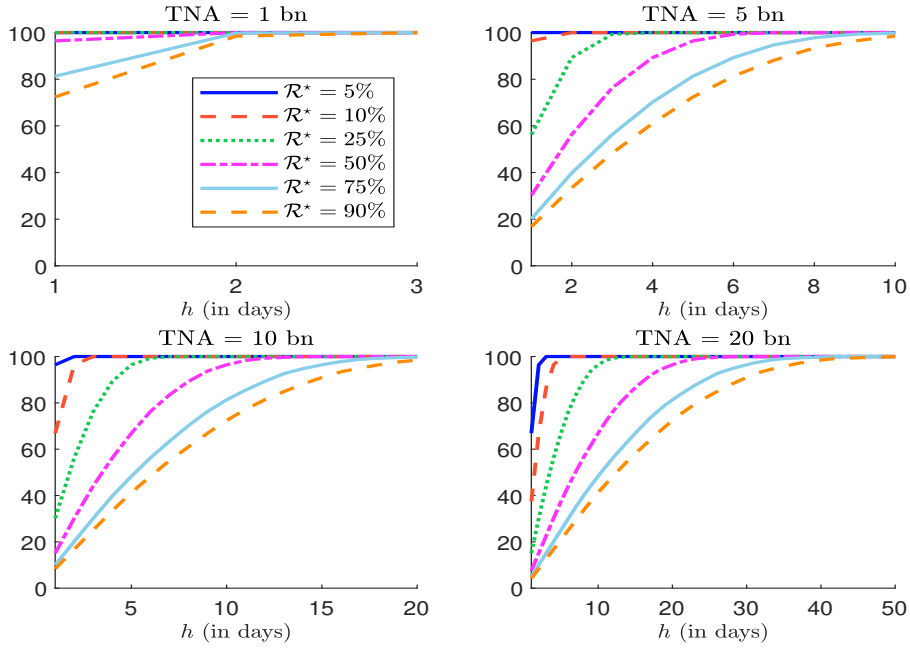 TNA = 1 bn
100
80
60
40
20
0
1
2
3
h (in days)
ℛ⋆ = 5%
ℛ⋆ = 10%
ℛ⋆ = 25%
ℛ⋆ = 50%
ℛ⋆ = 75%
ℛ⋆ = 90%
TNA = 5 bn
100
80
60
40
20
0
2
4
6
8
10
h (in days)
TNA = 10 bn
100
80
60
40
20
0
5
10
15
20
h (in days)
TNA = 20 bn
100
80
60
40
20
0
10
20
30
40
50
h (in days)